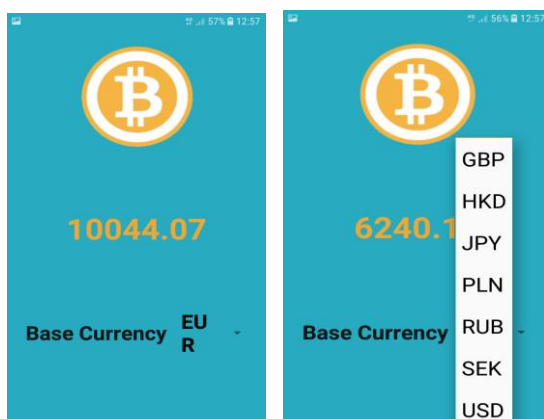 57% 12:57
10044.07
Base Currency
EU
R
56% 12:57
6240.1
Base Currency
GBP
HKD
JPY
PLN
RUB
SEK
USD